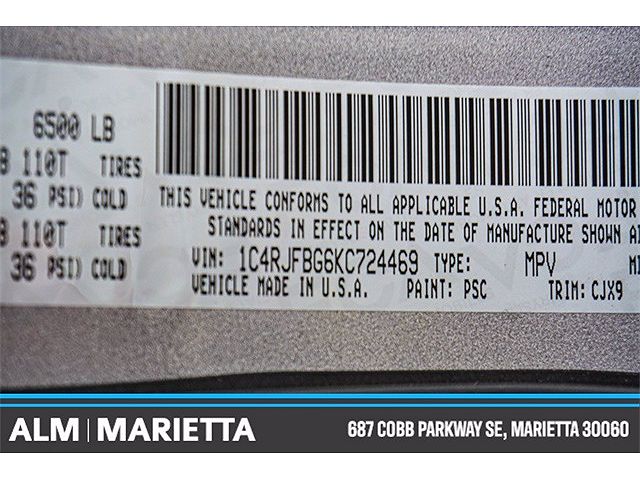 6500 LB
110T TIRES
36 PSI) COLD
110T TIRES
36 PSI) COLD
THIS VEHICLE CONFORMS TO ALL APPLICABLE U.S.A. FEDERAL MOTOR
STANDARDS IN EFFECT ON THE DATE OF MANUFACTURE SHOWN
VIN: 1C4RJFBG6KC724469 TYPE: MPV
VEHICLE MADE IN U.S.A. PAINT: PSC TRIM: CJX9
ALM | MARIETTA
687 COBB PARKWAY SE, MARIETTA 30060